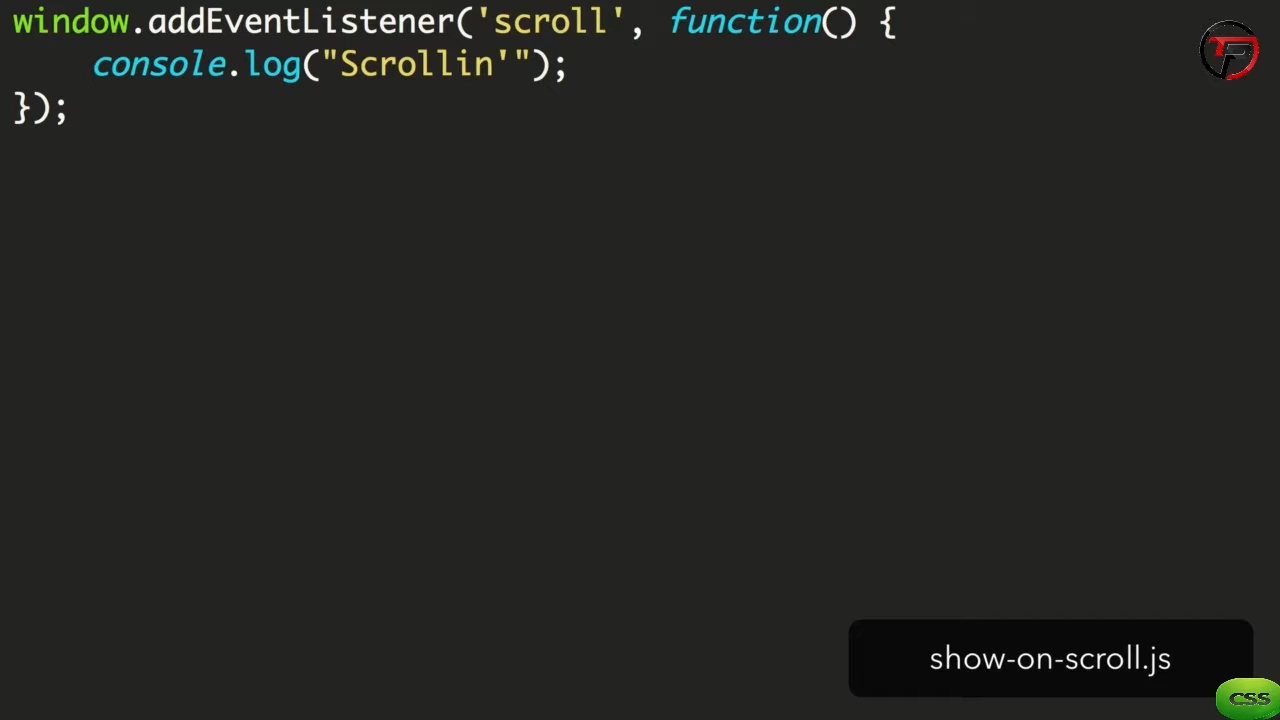 window.addEventListener('scroll', function() {
    console.log("Scrollin'");
});
show-on-scroll.js
CSS